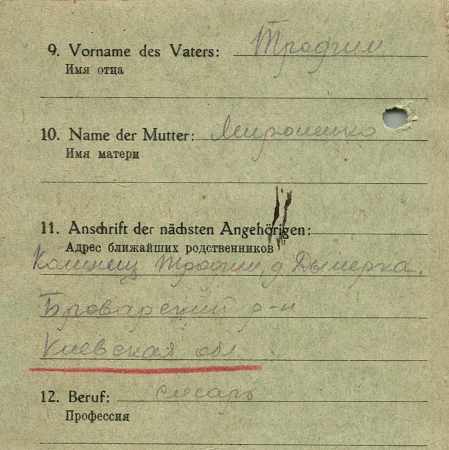 9. Vorname des Vaters: Трофим
Имя отца
10. Name der Mutter: Мирошенко
Имя матери
11. Anschrift der nächsten Angehörigen:
Адрес ближайших родственников
Трофим, д. Дымерка.
Броварский р-н
Киевская обл
12. Beruf: слесарь
Профессия